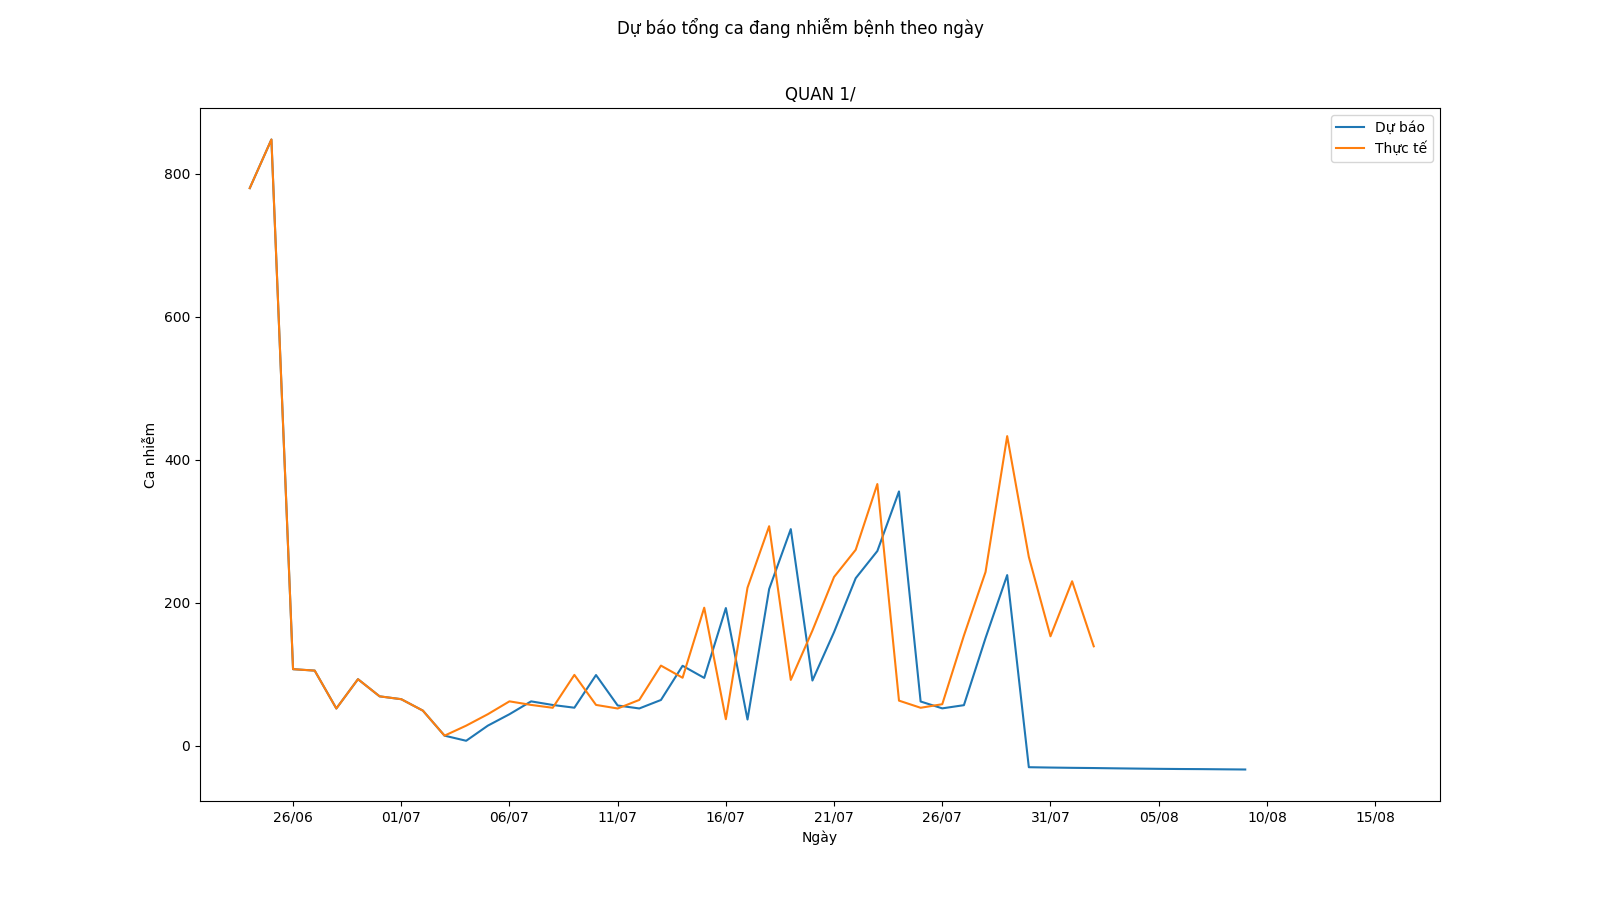 Dự báo tổng ca đang nhiễm bệnh theo ngày
QUAN 1/
Dự báo
Thực tế
800
600
400
200
0
Ca nhiễm
26/06 01/07 06/07 11/07 16/07 21/07 26/07 31/07 05/08 10/08 15/08
Ngày